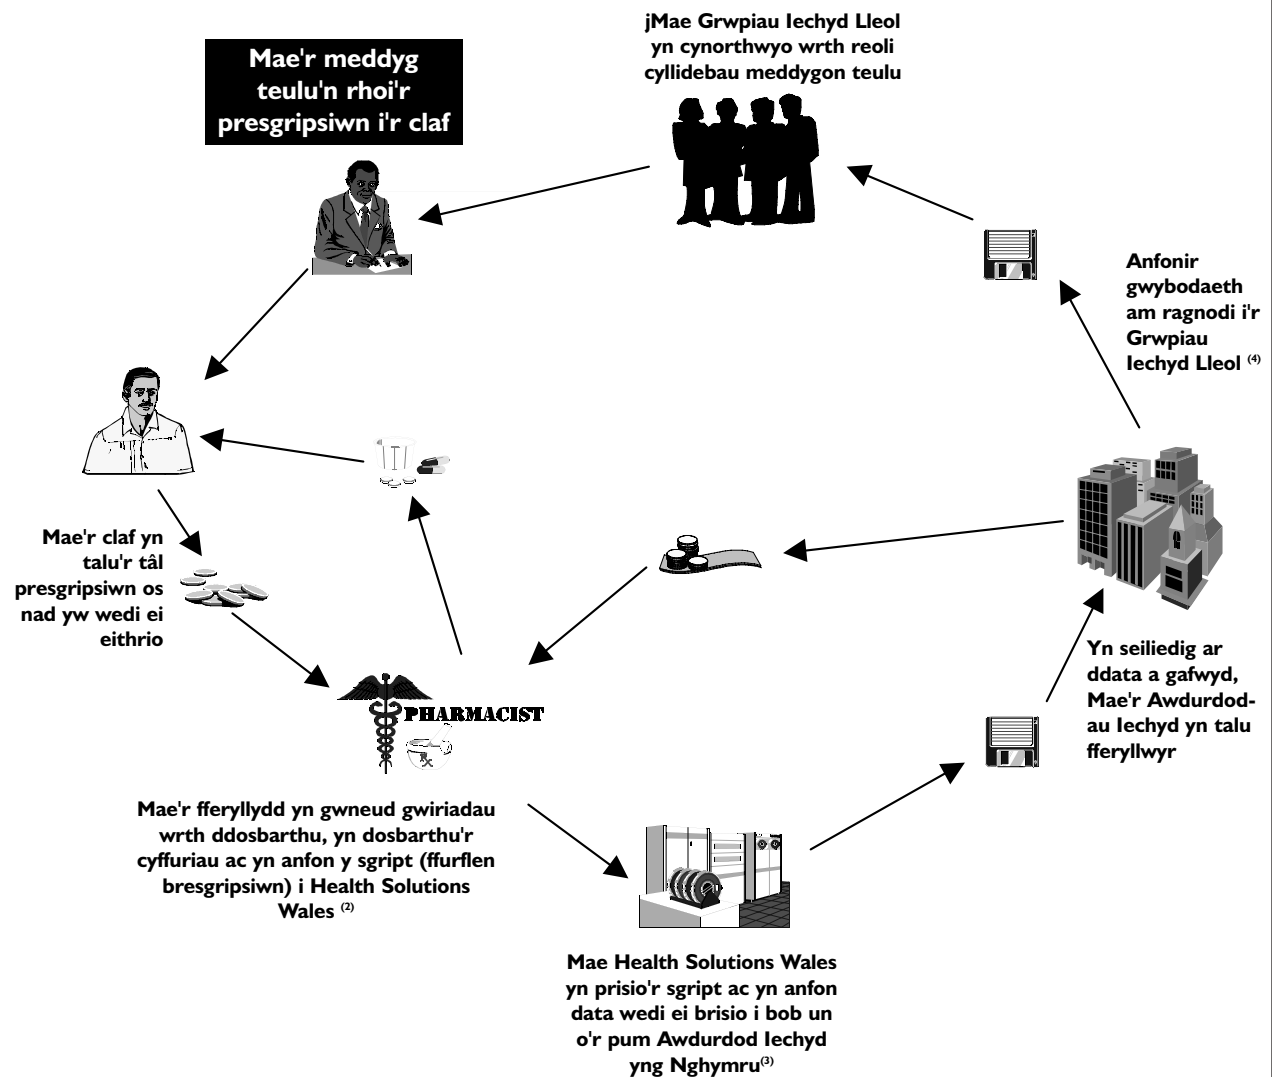 jMae Grwpiau Iechyd Lleol
yn cynorthwyo wrth reoli
cyllidebau meddygon teulu
Mae'r meddyg
teulu'n rhoi'r
presgripsiwn i'r claf
Anfonir
gwybodaeth
am ragnodi i'r
Grwpiau
Iechyd Lleol (4)
Mae'r claf yn
talu'r tâl
presgripsiwn os
nad yw wedi ei
eithrio
Yn seiliedig ar
ddata a gafwyd,
Mae'r Awdurdod-
au Iechyd yn talu
fferyllwyr
PHARMACIST
Rx
Mae'r fferyllydd yn gwneud gwiriadau
wrth ddosbarthu, yn dosbarthu'r
cyffuriau ac yn anfon y sgript (ffurflen
bresgripsiwn) i Health Solutions
Wales (2)
Mae Health Solutions Wales
yn prisio'r sgript ac yn anfon
data wedi ei brisio i bob un
o'r pum Awdurdod Iechyd
yng Nghymru(3)